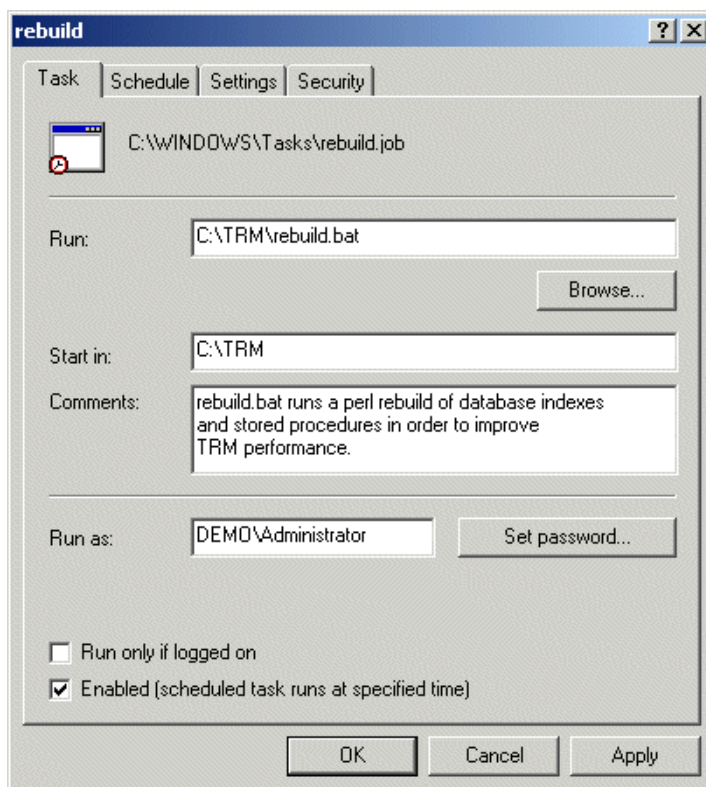 rebuild
Task Schedule Settings Security
C:\WINDOWS\Tasks\rebuild.job
Run: C:\TRM\rebuild.bat
Browse...
Start in: C:\TRM
Comments: rebuild.bat runs a perl rebuild of database indexes
and stored procedures in order to improve
TRM performance.
Run as: DEMO\Administrator Set password...
Run only if logged on
Enabled (scheduled task runs at specified time)
OK Cancel Apply